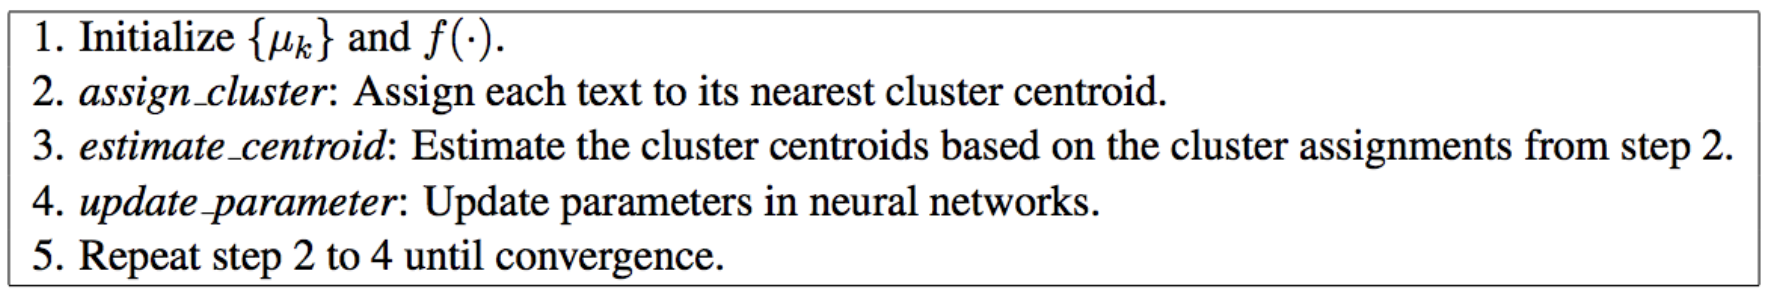 1. Initialize {μk} and f(·).
2. assign_cluster: Assign each text to its nearest cluster centroid.
3. estimate_centroid: Estimate the cluster centroids based on the cluster assignments from step 2.
4. update_parameter: Update parameters in neural networks.
5. Repeat step 2 to 4 until convergence.